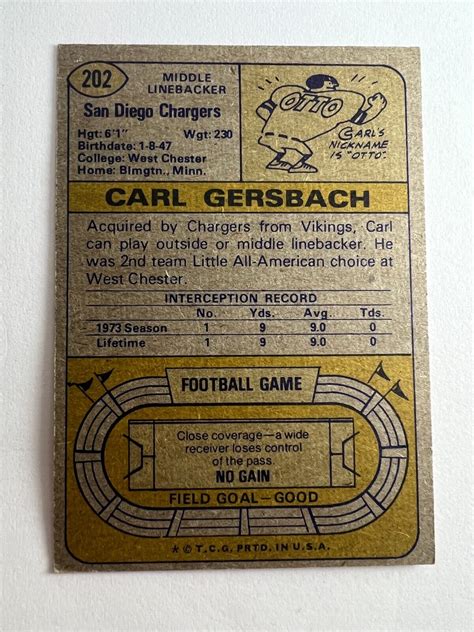 202
MIDDLE
LINEBACKER
San Diego Chargers
Hgt: 6'1" Wgt: 230
Birthdate: 1-8-47
College: West Chester
Home: Blmgtn., Minn.
OTTO
CARL'S
NICKNAME
IS "OTTO".
CARL GERSBACH
Acquired by Chargers from Vikings, Carl
can play outside or middle linebacker. He
was 2nd team Little All-American choice at
West Chester.
INTERCEPTION RECORD
No. Yds. Avg. Tds.
1973 Season 1 9 9.0 0
Lifetime 1 9 9.0 0
FOOTBALL GAME
Close coverage—a wide
receiver loses control
of the pass.
NO GAIN
FIELD GOAL—GOOD
* © T.C.G. PRTD. IN U.S.A.